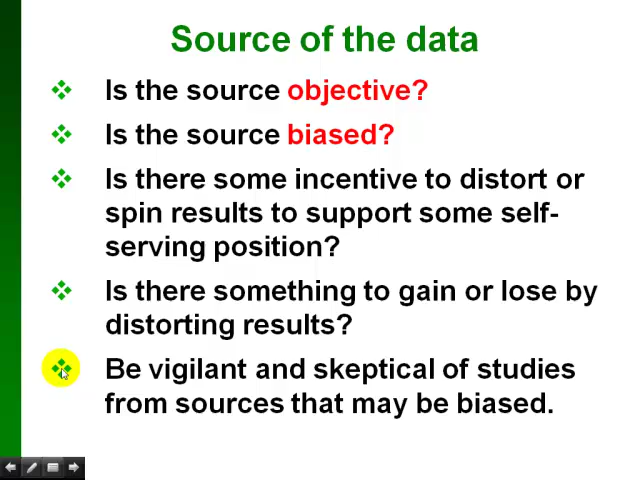 Source of the data
Is the source objective?
Is the source biased?
Is there some incentive to distort or
spin results to support some self-
serving position?
Is there something to gain or lose by
distorting results?
Be vigilant and skeptical of studies
from sources that may be biased.